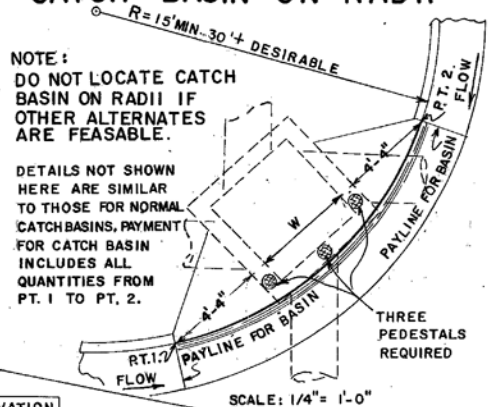 CATCH BASIN ON RADII
R=15'MIN.-30'+ DESIRABLE
NOTE:
DO NOT LOCATE CATCH
BASIN ON RADII IF
OTHER ALTERNATES
ARE FEASABLE.
DETAILS NOT SHOWN
HERE ARE SIMILAR
TO THOSE FOR NORMAL
CATCH BASINS, PAYMENT
FOR CATCH BASIN
INCLUDES ALL
QUANTITIES FROM
PT. 1 TO PT. 2.
P.T. 2.
FLOW
4'-4"
W
4'-4"
PAYLINE FOR BASIN
PAYLINE FOR BASIN
P.T. 1
FLOW
THREE
PEDESTALS
REQUIRED
SCALE: 1/4"= 1'-0"